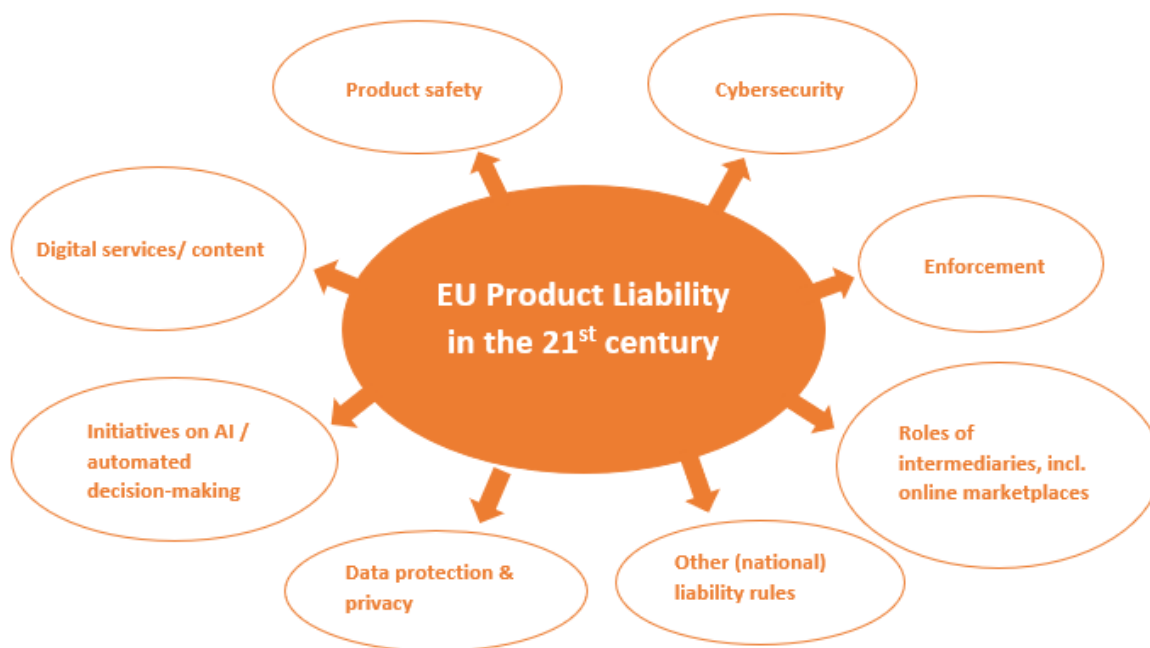 Product safety
Cybersecurity
Digital services/ content
Enforcement
EU Product Liability
in the 21st century
Initiatives on AI /
automated
decision-making
Roles of
intermediaries, incl.
online marketplaces
Data protection &
privacy
Other (national)
liability rules